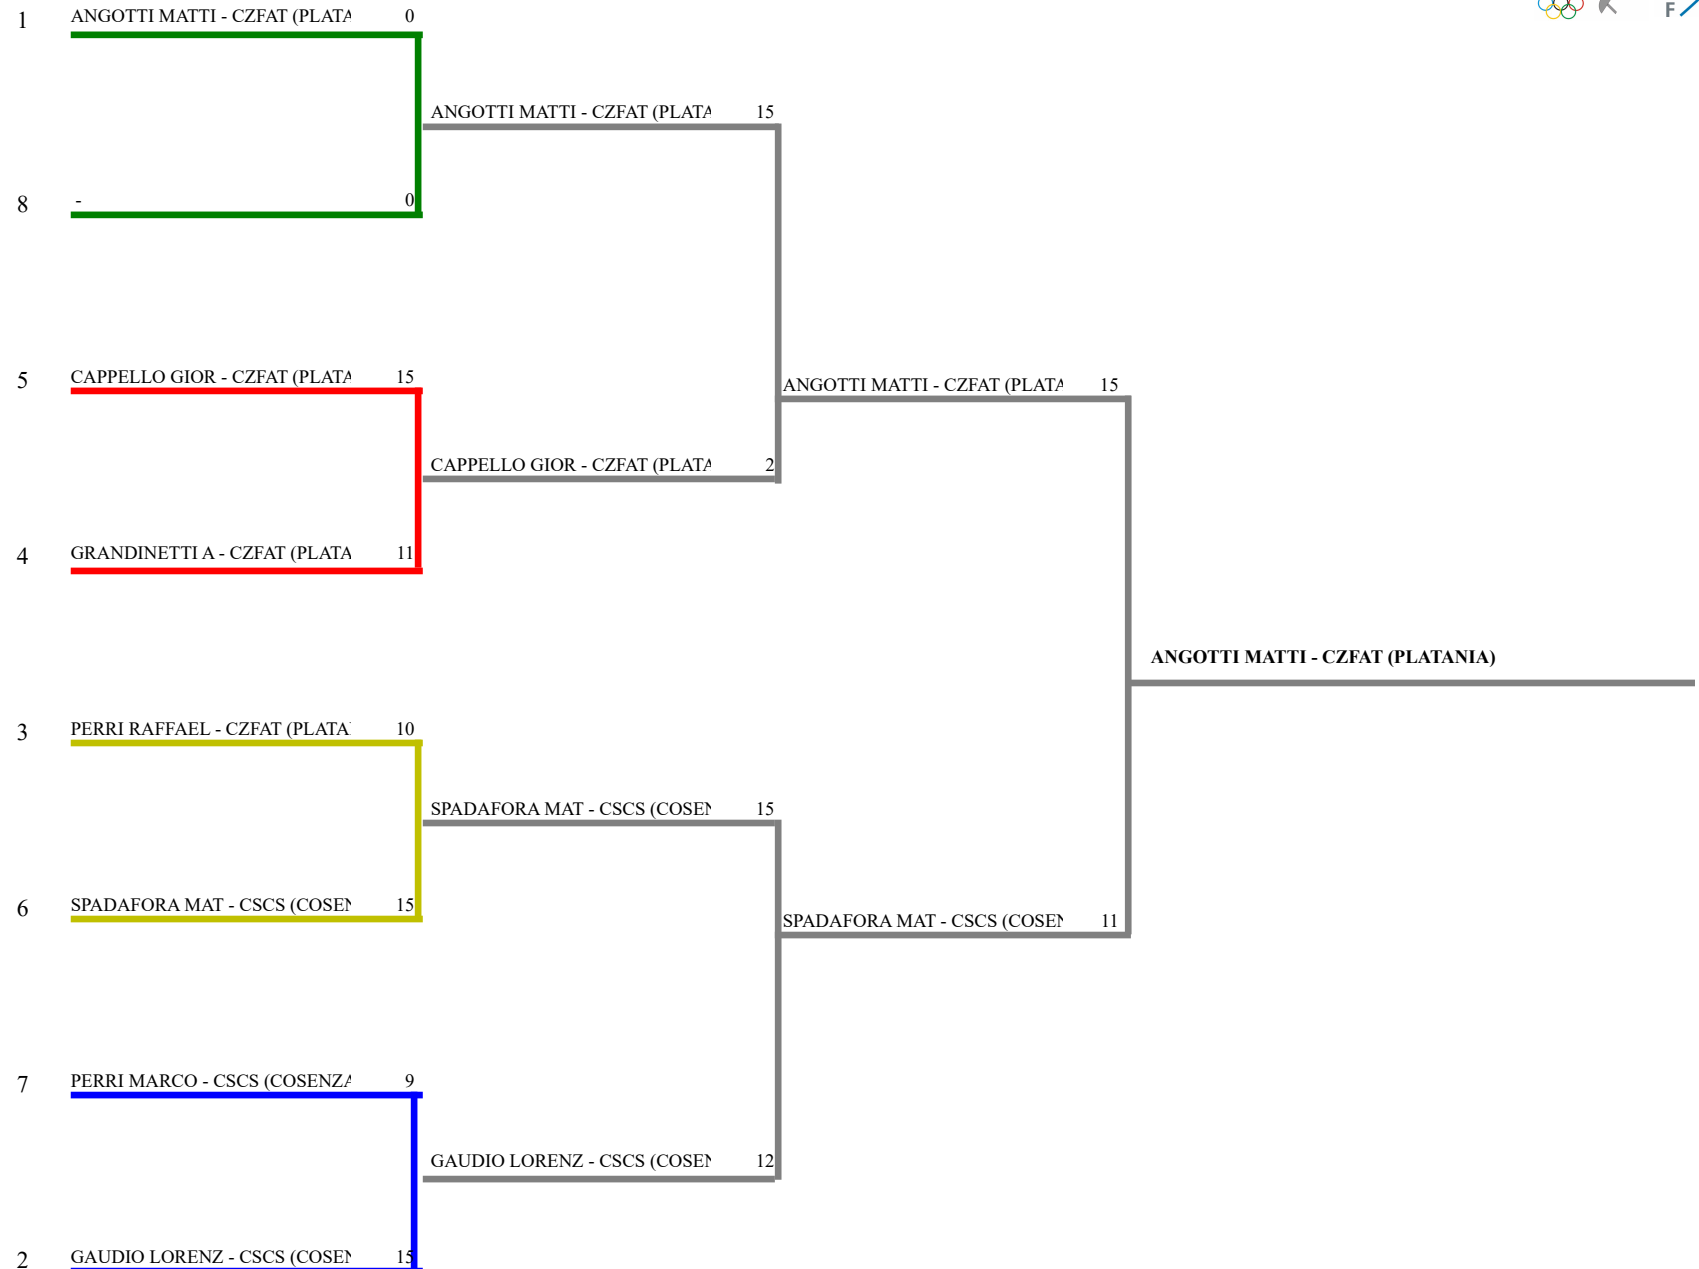 1 ANGOTTI MATTI - CZFAT (PLATA 0
ANGOTTI MATTI - CZFAT (PLATA 15
8 - 0
5 CAPPELLO GIOR - CZFAT (PLATA 15
ANGOTTI MATTI - CZFAT (PLATA 15
CAPPELLO GIOR - CZFAT (PLATA 2
4 GRANDINETTI A - CZFAT (PLATA 11
ANGOTTI MATTI - CZFAT (PLATANIA)
3 PERRI RAFFAEL - CZFAT (PLATA 10
SPADAFORA MAT - CSCS (COSEN 15
6 SPADAFORA MAT - CSCS (COSEN 15
SPADAFORA MAT - CSCS (COSEN 11
7 PERRI MARCO - CSCS (COSENZA 9
GAUDIO LORENZ - CSCS (COSEN 12
2 GAUDIO LORENZ - CSCS (COSEN 15
F